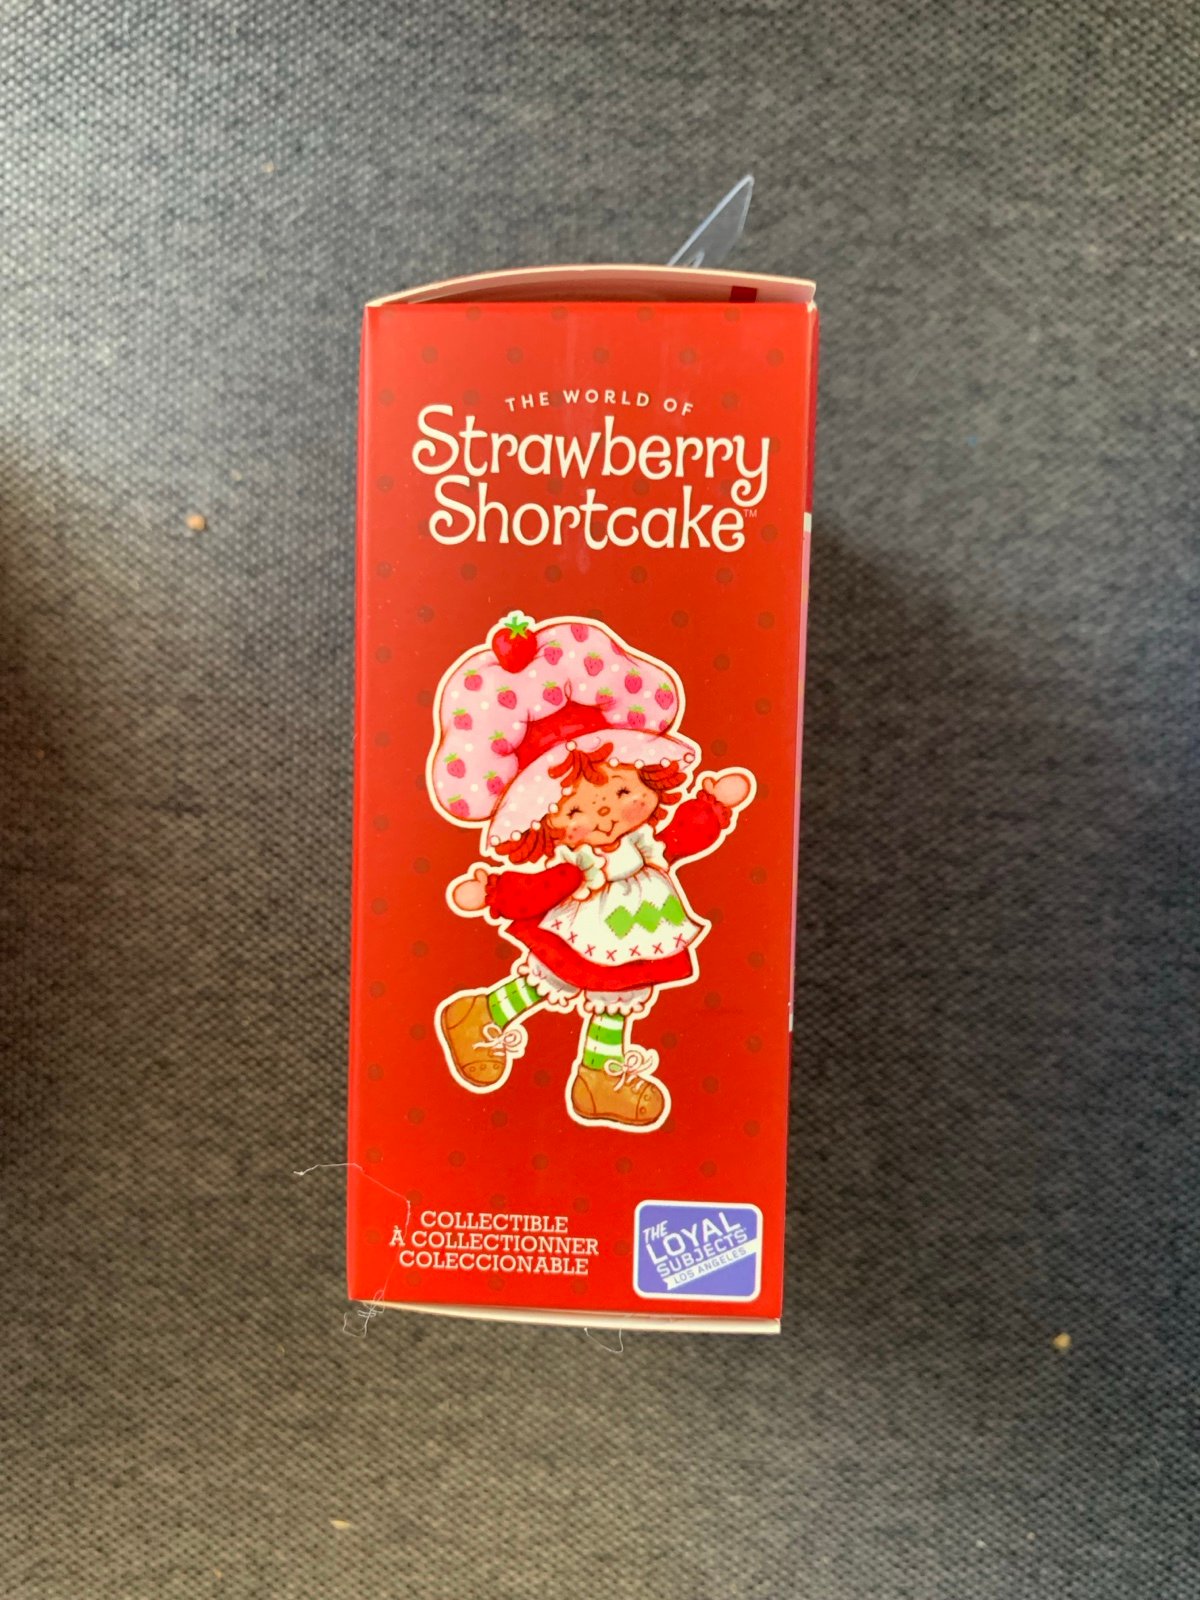 THE WORLD OF
Strawberry
Shortcake™
COLLECTIBLE
À COLLECTIONNER
COLECCIONABLE
THE
LOYAL
SUBJECTS
LOS ANGELES